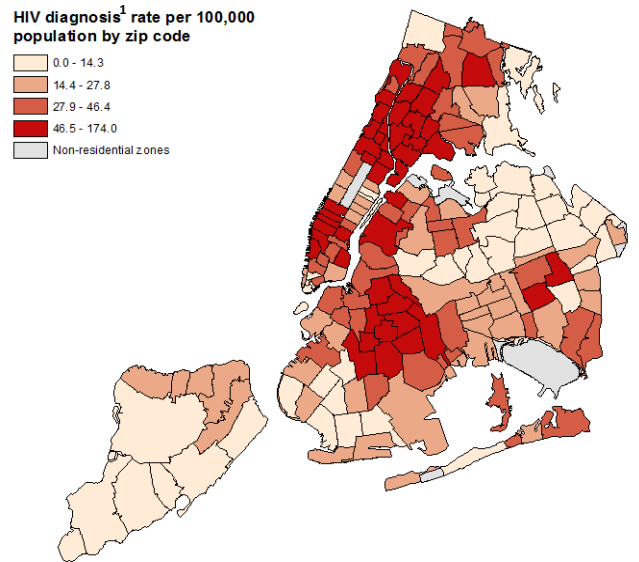 HIV diagnosis1 rate per 100,000
population by zip code
0.0 - 14.3
14.4 - 27.8
27.9 - 46.4
46.5 - 174.0
Non-residential zones